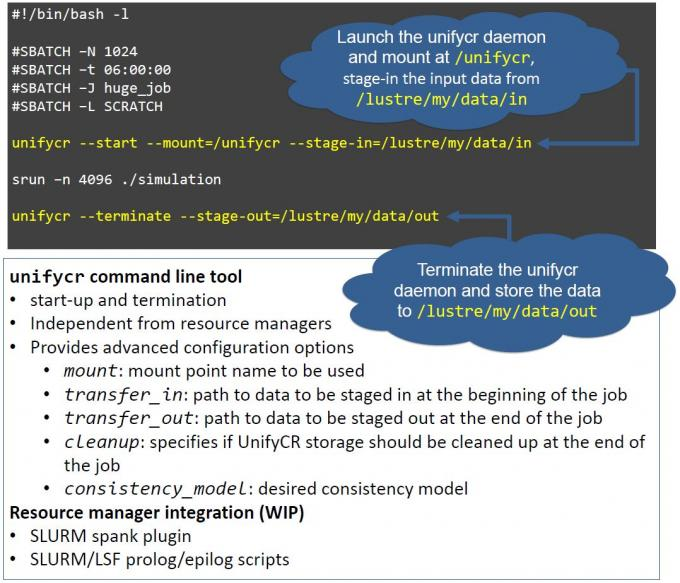 #!/bin/bash -l
#SBATCH –N 1024
#SBATCH –t 06:00:00
#SBATCH –J huge_job
#SBATCH –L SCRATCH
unifycr --start --mount=/unifycr --stage-in=/lustre/my/data/in
srun –n 4096 ./simulation
unifycr --terminate --stage-out=/lustre/my/data/out
Launch the unifycr daemon
and mount at /unifycr,
stage-in the input data from
/lustre/my/data/in
Terminate the unifycr
daemon and store the data
to /lustre/my/data/out
unifycr command line tool
• start-up and termination
• Independent from resource managers
• Provides advanced configuration options
• mount: mount point name to be used
• transfer_in: path to data to be staged in at the beginning of the job
• transfer_out: path to data to be staged out at the end of the job
• cleanup: specifies if UnifyCR storage should be cleaned up at the end of
the job
• consistency_model: desired consistency model
Resource manager integration (WIP)
• SLURM spank plugin
• SLURM/LSF prolog/epilog scripts